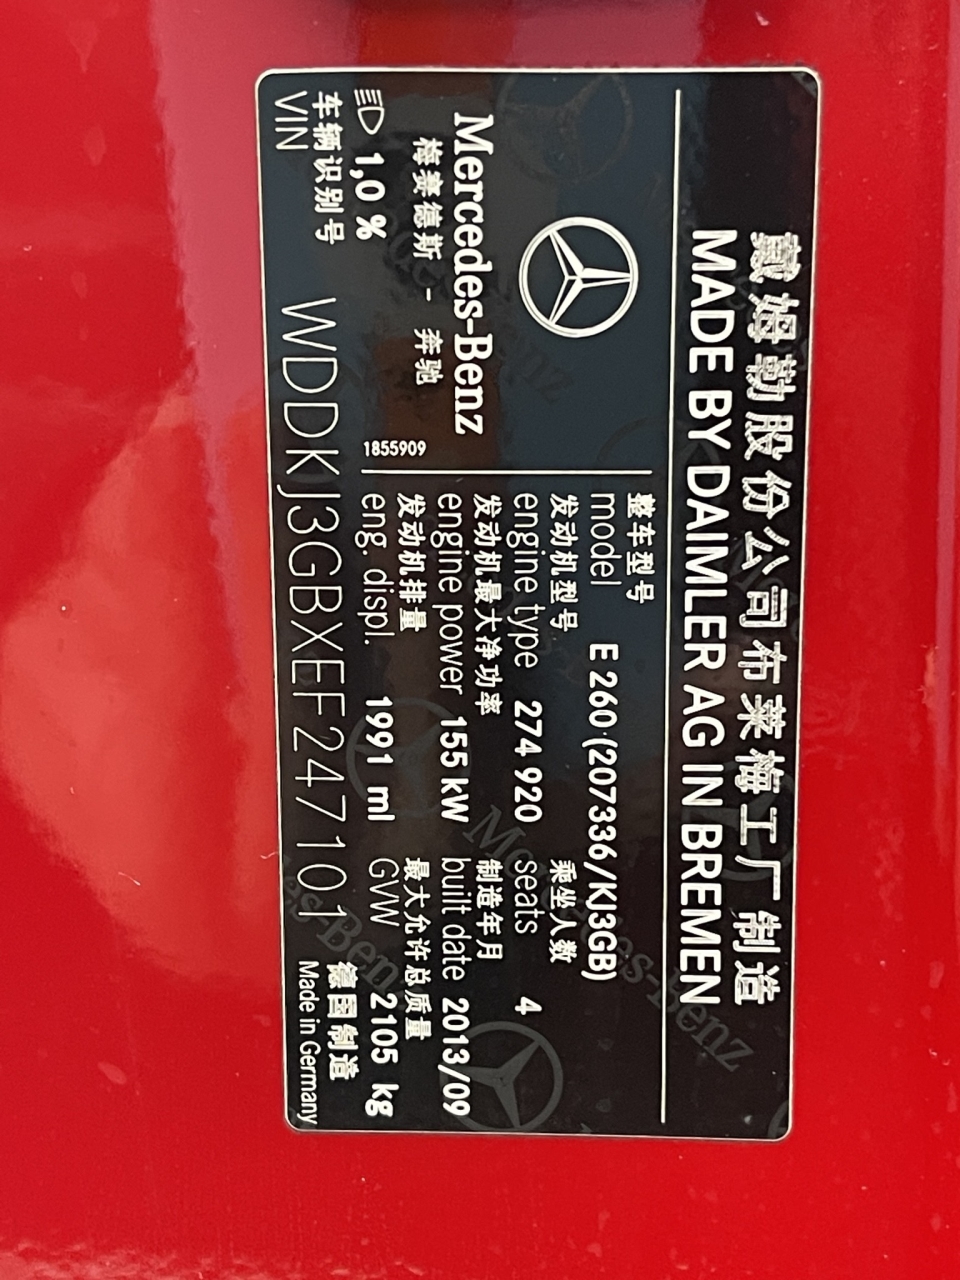 戴姆勒股份公司布莱梅工厂制造
MADE BY DAIMLER AG IN BREMEN
Mercedes-Benz
梅赛德斯 - 奔驰
1,0 %
1855909
整车型号
model E 260 (207336/KJ3GB)
发动机型号 乘坐人数
engine type 274 920 seats 4
发动机最大净功率 制造年月
engine power 155 kW built date 2013/09
发动机排量 最大允许总质量
eng. displ. 1991 ml GVW 2105 kg
车辆识别号 德国制造
VIN WDDKJ3GBXEF247101 Made in Germany